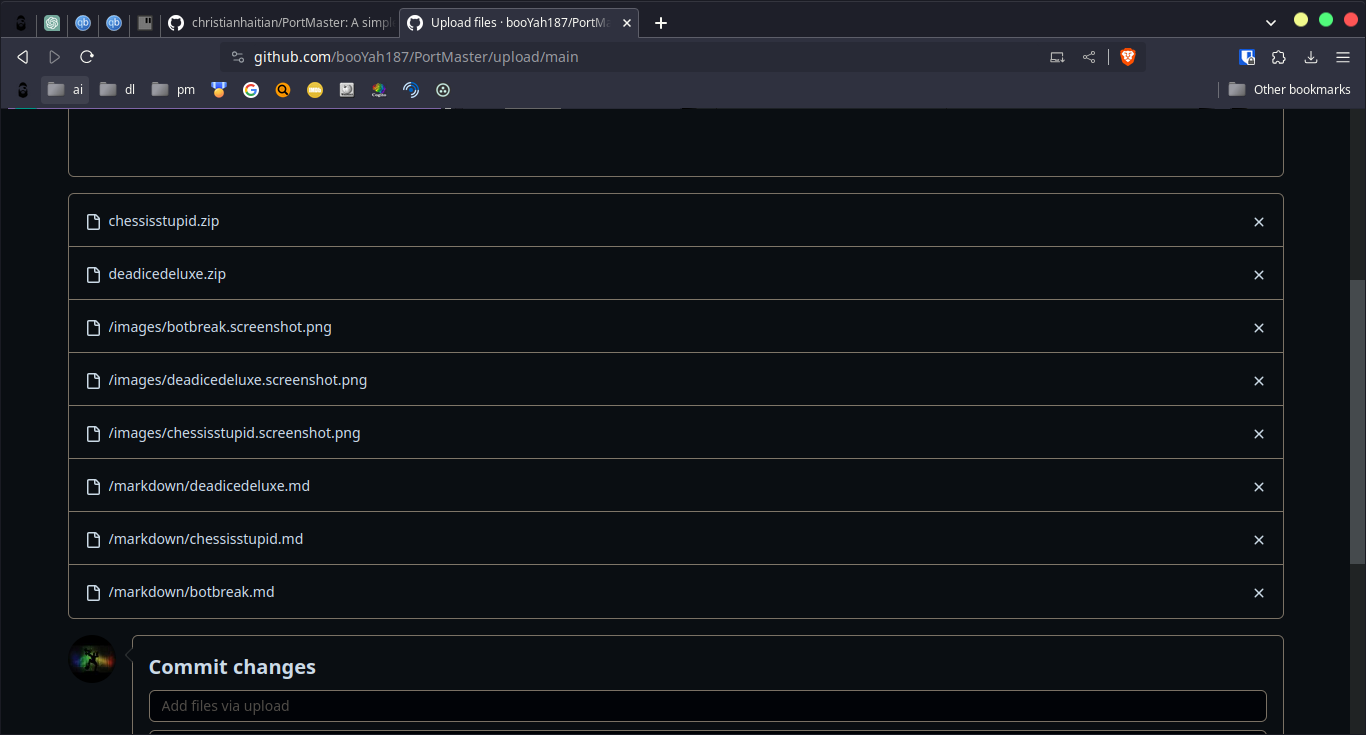 christianhaitian/PortMaster: A simpl
Upload files · booYah187/PortMa
github.com/booYah187/PortMaster/upload/main
ai
dl
pm
Other bookmarks
chessisstupid.zip
deadicedeluxe.zip
/images/botbreak.screenshot.png
/images/deadicedeluxe.screenshot.png
/images/chessisstupid.screenshot.png
/markdown/deadicedeluxe.md
/markdown/chessisstupid.md
/markdown/botbreak.md
Commit changes
Add files via upload